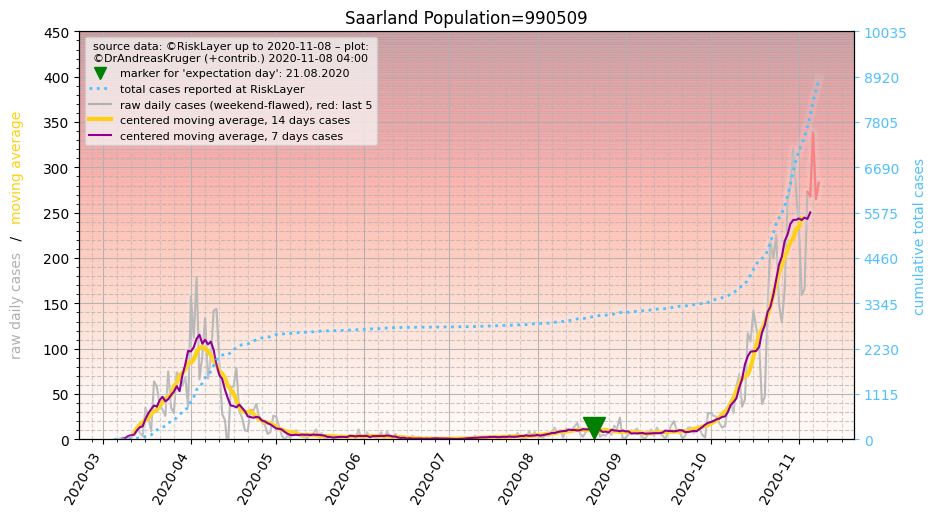 Saarland Population=990509
source data: ©RiskLayer up to 2020-11-08 – plot:
©DrAndreasKruger (+contrib.) 2020-11-08 04:00
marker for 'expectation day': 21.08.2020
total cases reported at RiskLayer
raw daily cases (weekend-flawed), red: last 5
centered moving average, 14 days cases
centered moving average, 7 days cases
raw daily cases / moving average
450
400
350
300
250
200
150
100
50
0
10035
8920
7805
6690
5575
4460
3345
2230
1115
0
cumulative total cases
2020-03
2020-04
2020-05
2020-06
2020-07
2020-08
2020-09
2020-10
2020-11